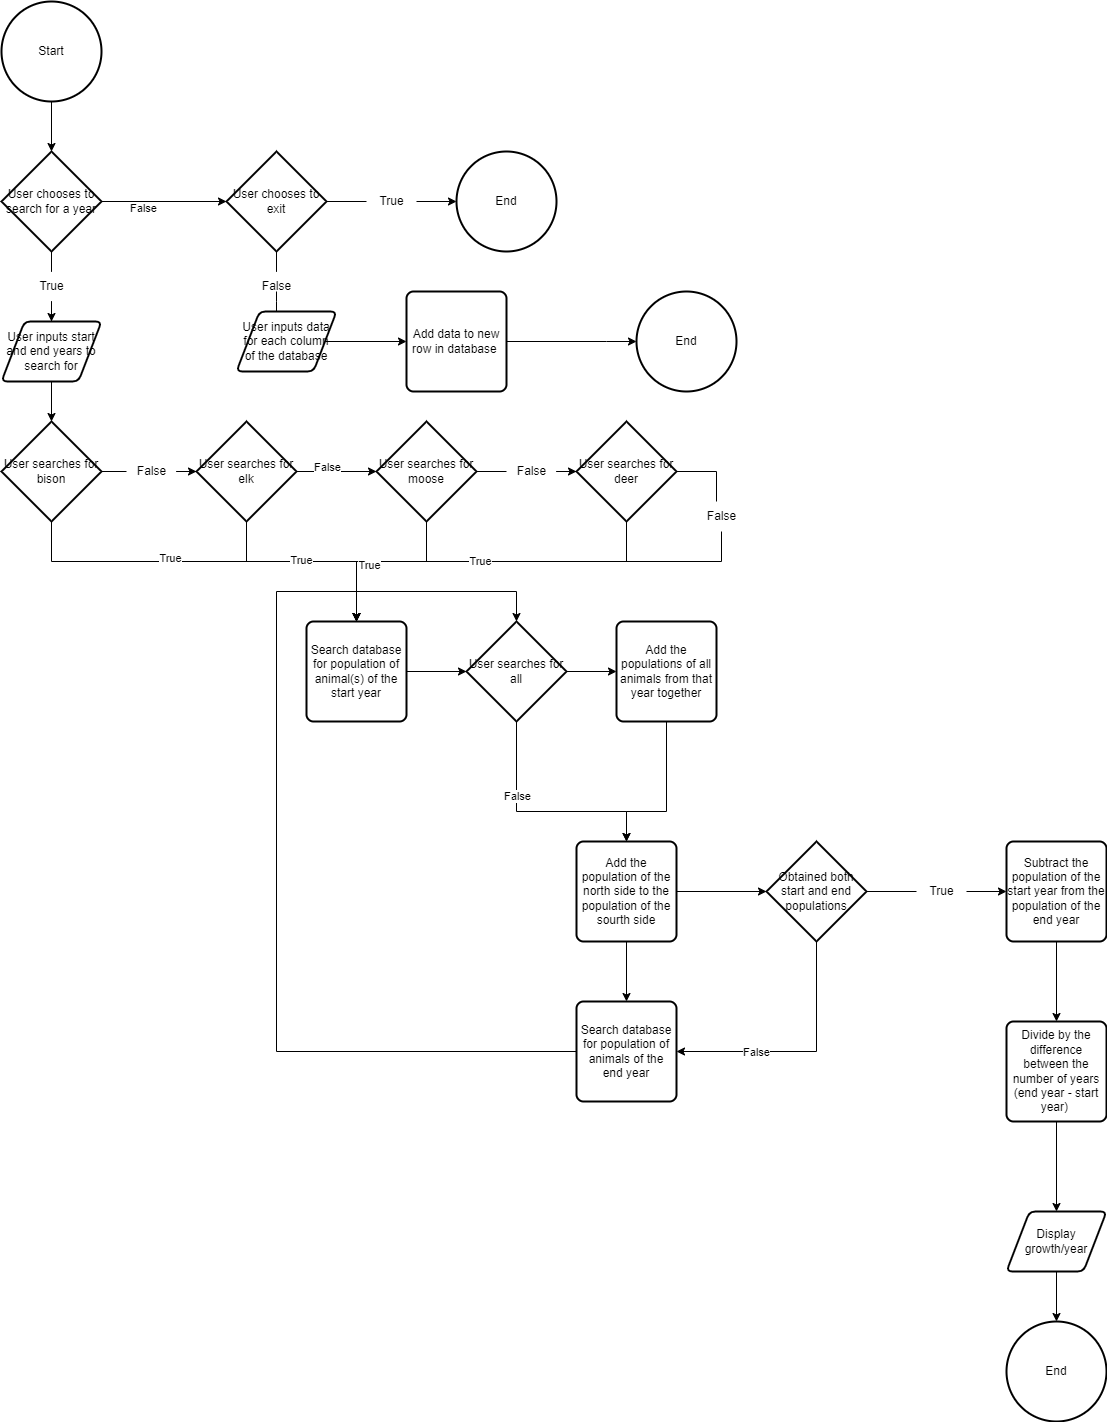 Start
User chooses to
search for a year
False
User chooses to
exit
True
End
True
False
User inputs start
and end years to
search for
User inputs data
for each column
of the database
Add data to new
row in database
End
User searches for
bison
False
User searches for
elk
False
User searches for
moose
False
User searches for
deer
False
True
True
True
True
Search database
for population of
animal(s) of the
start year
User searches for
all
Add the
populations of all
animals from that
year together
False
Add the
population of the
north side to the
population of the
sourth side
Obtained both
start and end
populations
True
Subtract the
population of the
start year from the
population of the
end year
Search database
for population of
animals of the
end year
False
Divide by the
difference
between the
number of years
(end year - start
year)
Display
growth/year
End